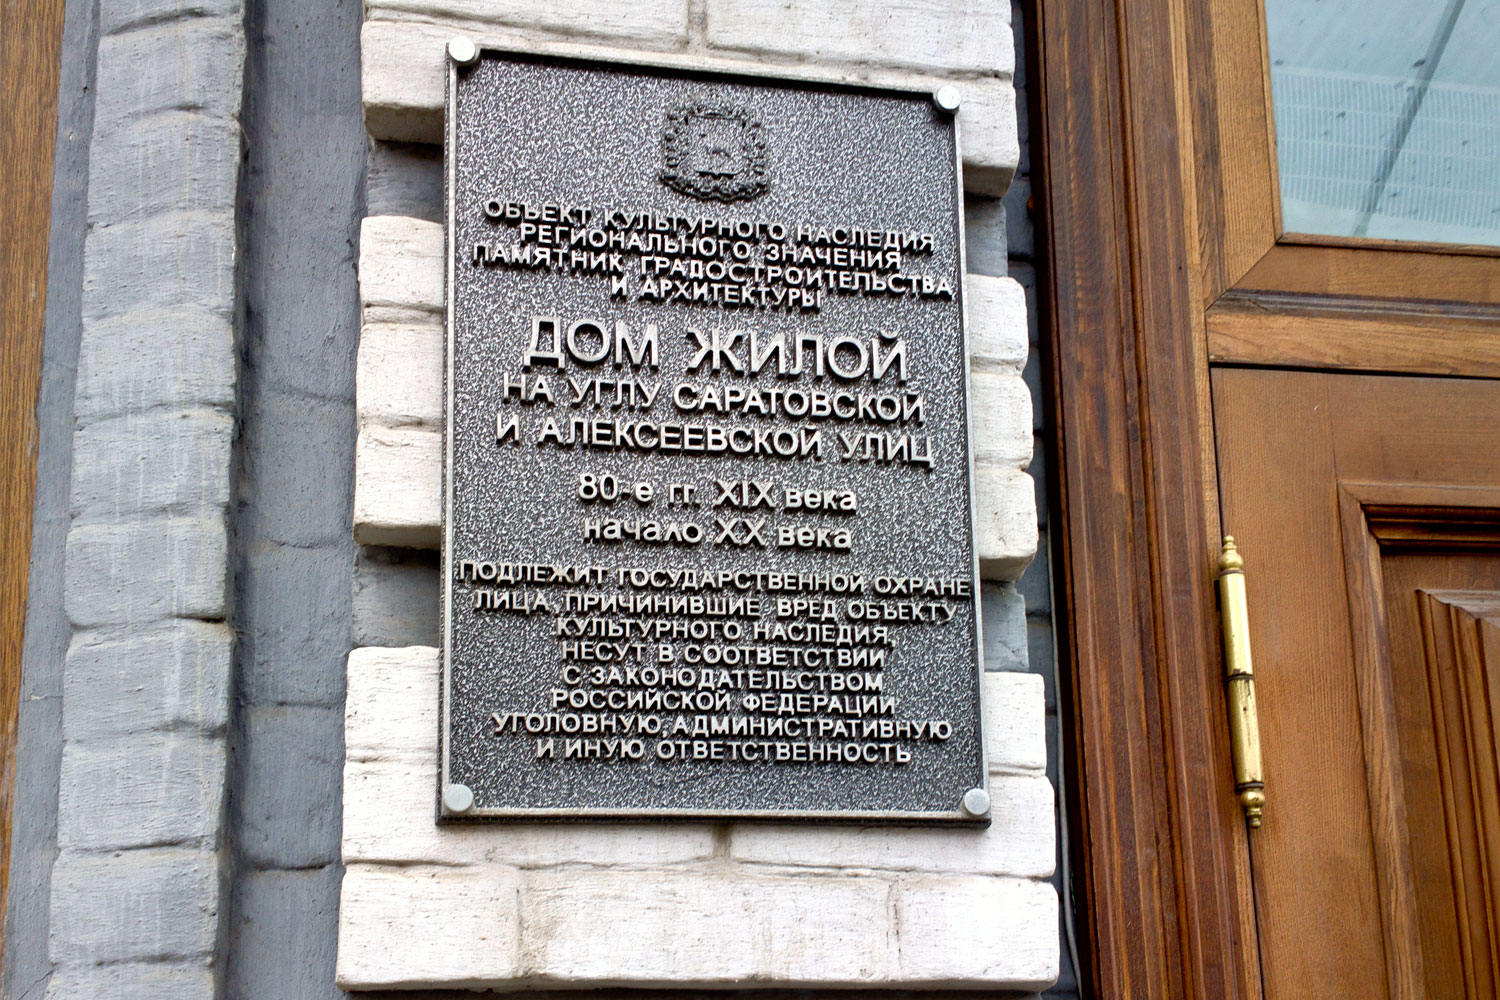 ОБЪЕКТ КУЛЬТУРНОГО НАСЛЕДИЯ
РЕГИОНАЛЬНОГО ЗНАЧЕНИЯ
ПАМЯТНИК ГРАДОСТРОИТЕЛЬСТВА
И АРХИТЕКТУРЫ
ДОМ ЖИЛОЙ
НА УГЛУ САРАТОВСКОЙ
И АЛЕКСЕЕВСКОЙ УЛИЦ
80-е гг. XIX века
начало XX века
ПОДЛЕЖИТ ГОСУДАРСТВЕННОЙ ОХРАНЕ
ЛИЦА, ПРИЧИНИВШИЕ ВРЕД ОБЪЕКТУ
КУЛЬТУРНОГО НАСЛЕДИЯ,
НЕСУТ В СООТВЕТСТВИИ
С ЗАКОНОДАТЕЛЬСТВОМ
РОССИЙСКОЙ ФЕДЕРАЦИИ
УГОЛОВНУЮ, АДМИНИСТРАТИВНУЮ
И ИНУЮ ОТВЕТСТВЕННОСТЬ